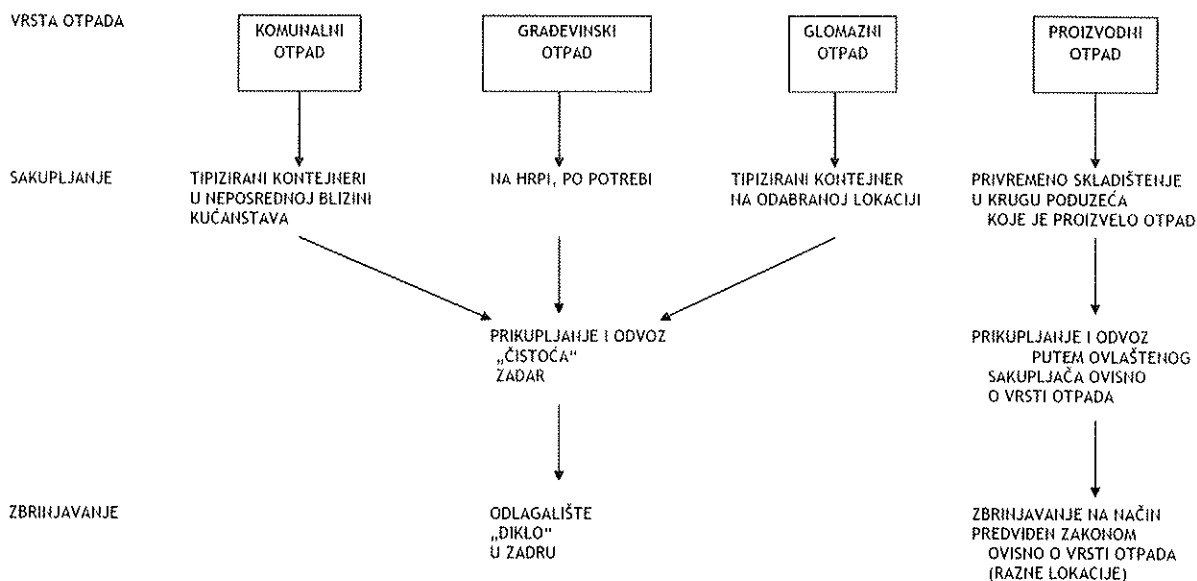 VRSTA OTPADA
KOMUNALNI
OTPAD
GRAĐEVINSKI
OTPAD
GLOMAZNI
OTPAD
PROIZVODNI
OTPAD
SAKUPLJANJE
TIPIZIRANI KONTEJNERI
U NEPOSREDNOJ BLIZINI
KUĆANSTAVA
NA HRPI, PO POTREBI
TIPIZIRANI KONTEJNER
NA ODABRANOJ LOKACIJI
PRIVREMENO SKLADIŠTENJE
U KRUGU PODUZEĆA
KOJE JE PROIZVELO OTPAD
PRIKUPLJANJE I ODVOZ
„ČISTOĆA“
ZADAR
PRIKUPLJANJE I ODVOZ
PUTEM OVLAŠTENOG
SAKUPLJAČA OVISNO
O VRSTI OTPADA
ZBRINJAVANJE
ODLAGALIŠTE
„DIKLO“
U ZADRU
ZBRINJAVANJE NA NAČIN
PREDVIĐEN ZAKONOM
OVISNO O VRSTI OTPADA
(RAZNE LOKACIJE)